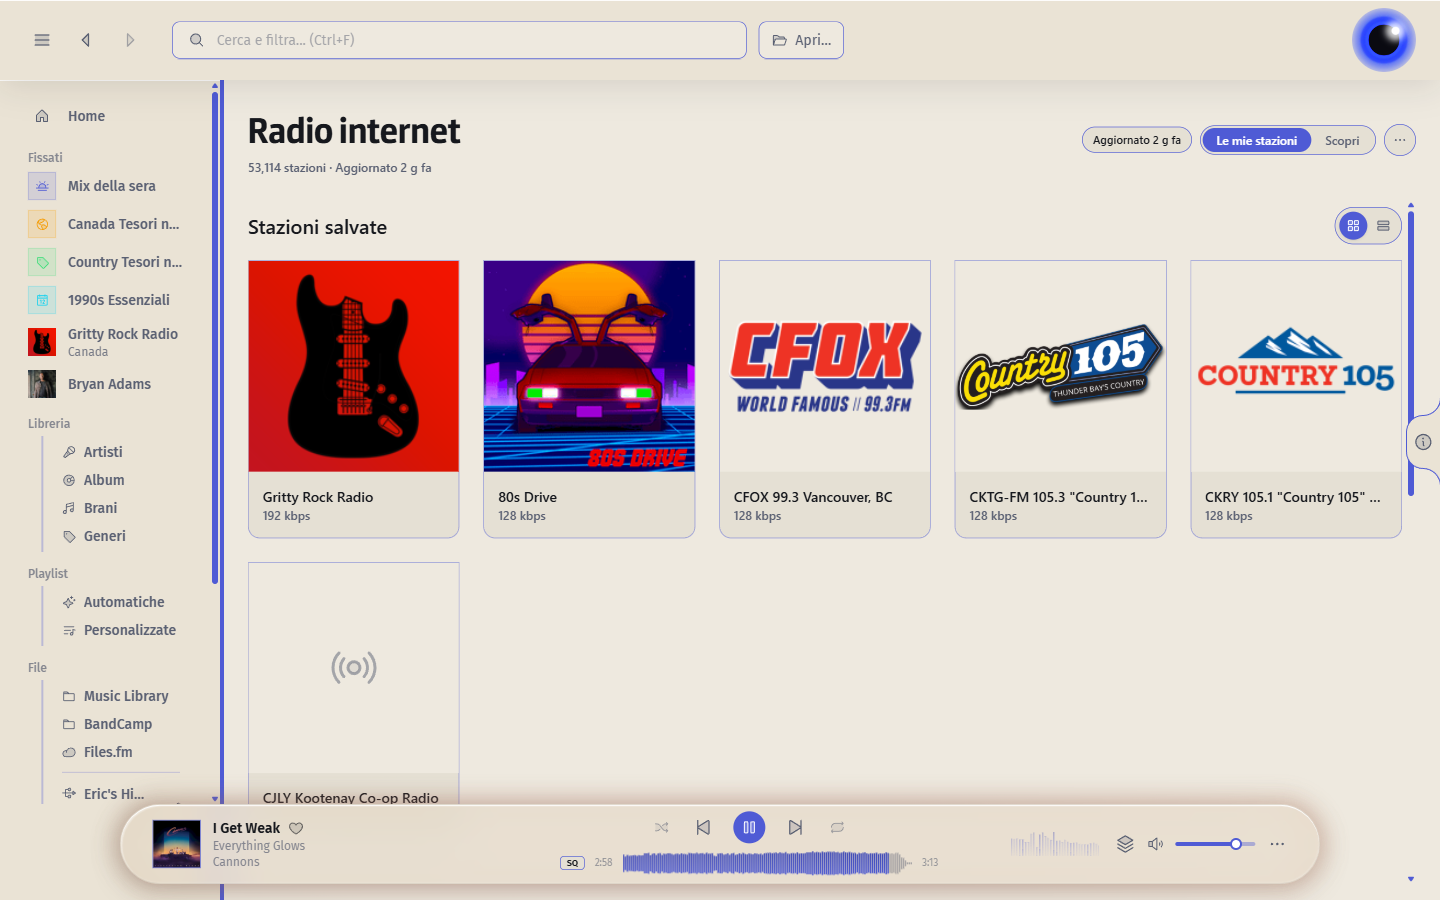 Cerca e filtra... (Ctrl+F)
Apri...
Home
Fissati
Mix della sera
Canada Tesori n...
Country Tesori n...
1990s Essenziali
Gritty Rock Radio
Canada
Bryan Adams
Libreria
Artisti
Album
Brani
Generi
Playlist
Automatiche
Personalizzate
File
Music Library
BandCamp
Files.fm
Eric's Hi...
Radio internet
53,114 stazioni · Aggiornato 2 g fa
Aggiornato 2 g fa
Le mie stazioni
Scopri
Stazioni salvate
80S DRIVE
CFOX
WORLD FAMOUS // 99.3FM
Country 105
THUNDER BAY'S COUNTRY
COUNTRY 105
Gritty Rock Radio
192 kbps
80s Drive
128 kbps
CFOX 99.3 Vancouver, BC
128 kbps
CKTG-FM 105.3 "Country 1...
128 kbps
CKRY 105.1 "Country 105" ...
128 kbps
CJLY Kootenay Co-op Radio
I Get Weak
Everything Glows
Cannons
SQ
2:58
3:13